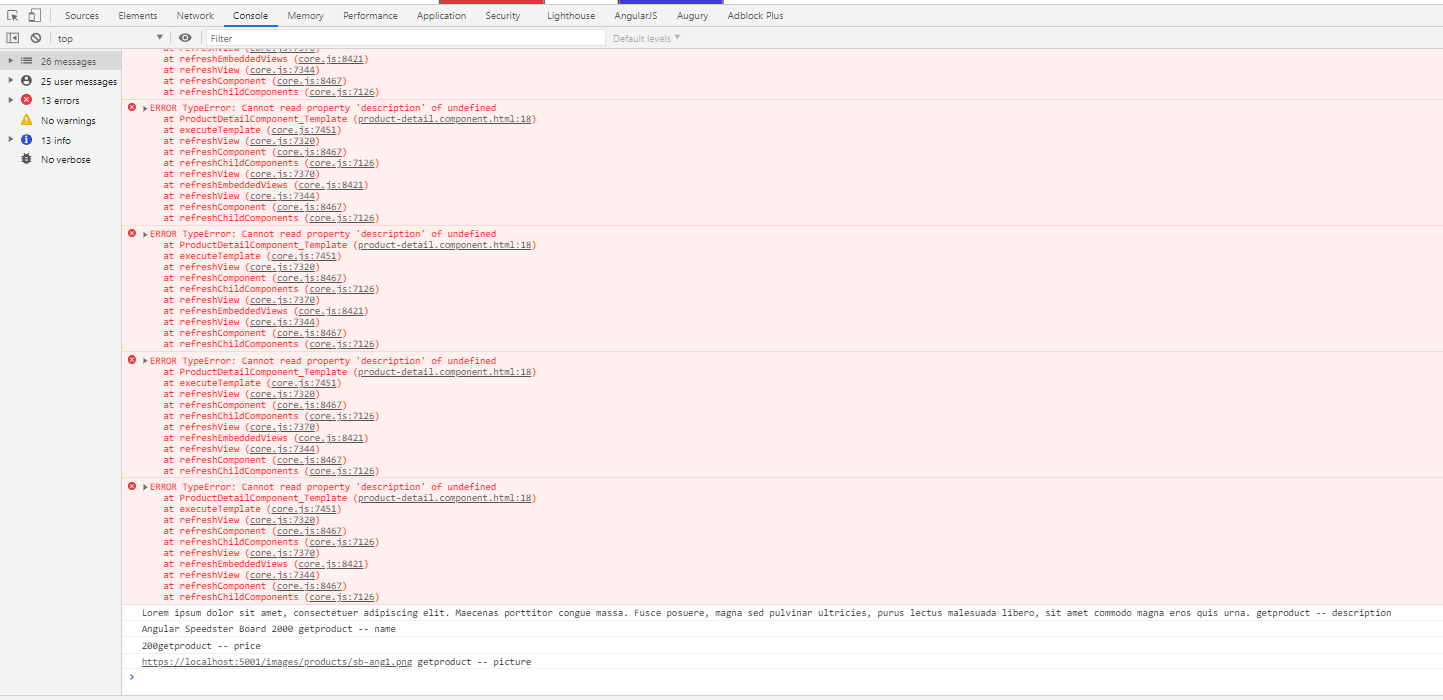 Sources Elements Network Console Memory Performance Application Security Lighthouse AngularJS Augury Adblock Plus
top Filter Default levels
26 messages
25 user messages
13 errors
No warnings
13 info
No verbose
at refreshView (core.js:7370)
at refreshEmbeddedViews (core.js:8421)
at refreshView (core.js:7344)
at refreshComponent (core.js:8467)
at refreshChildComponents (core.js:7126)
ERROR TypeError: Cannot read property 'description' of undefined
at ProductDetailComponent_Template (product-detail.component.html:18)
at executeTemplate (core.js:7451)
at refreshView (core.js:7320)
at refreshComponent (core.js:8467)
at refreshChildComponents (core.js:7126)
at refreshView (core.js:7370)
at refreshEmbeddedViews (core.js:8421)
at refreshView (core.js:7344)
at refreshComponent (core.js:8467)
at refreshChildComponents (core.js:7126)
ERROR TypeError: Cannot read property 'description' of undefined
at ProductDetailComponent_Template (product-detail.component.html:18)
at executeTemplate (core.js:7451)
at refreshView (core.js:7320)
at refreshComponent (core.js:8467)
at refreshChildComponents (core.js:7126)
at refreshView (core.js:7370)
at refreshEmbeddedViews (core.js:8421)
at refreshView (core.js:7344)
at refreshComponent (core.js:8467)
at refreshChildComponents (core.js:7126)
ERROR TypeError: Cannot read property 'description' of undefined
at ProductDetailComponent_Template (product-detail.component.html:18)
at executeTemplate (core.js:7451)
at refreshView (core.js:7320)
at refreshComponent (core.js:8467)
at refreshChildComponents (core.js:7126)
at refreshView (core.js:7370)
at refreshEmbeddedViews (core.js:8421)
at refreshView (core.js:7344)
at refreshComponent (core.js:8467)
at refreshChildComponents (core.js:7126)
ERROR TypeError: Cannot read property 'description' of undefined
at ProductDetailComponent_Template (product-detail.component.html:18)
at executeTemplate (core.js:7451)
at refreshView (core.js:7320)
at refreshComponent (core.js:8467)
at refreshChildComponents (core.js:7126)
at refreshView (core.js:7370)
at refreshEmbeddedViews (core.js:8421)
at refreshView (core.js:7344)
at refreshComponent (core.js:8467)
at refreshChildComponents (core.js:7126)
Lorem ipsum dolor sit amet, consectetuer adipiscing elit. Maecenas porttitor congue massa. Fusce posuere, magna sed pulvinar ultricies, purus lectus malesuada libero, sit amet commodo magna eros quis urna. getproduct -- description
Angular Speedster Board 2000 getproduct -- name
200getproduct -- price
https://localhost:5001/images/products/sb-ang1.png getproduct -- picture